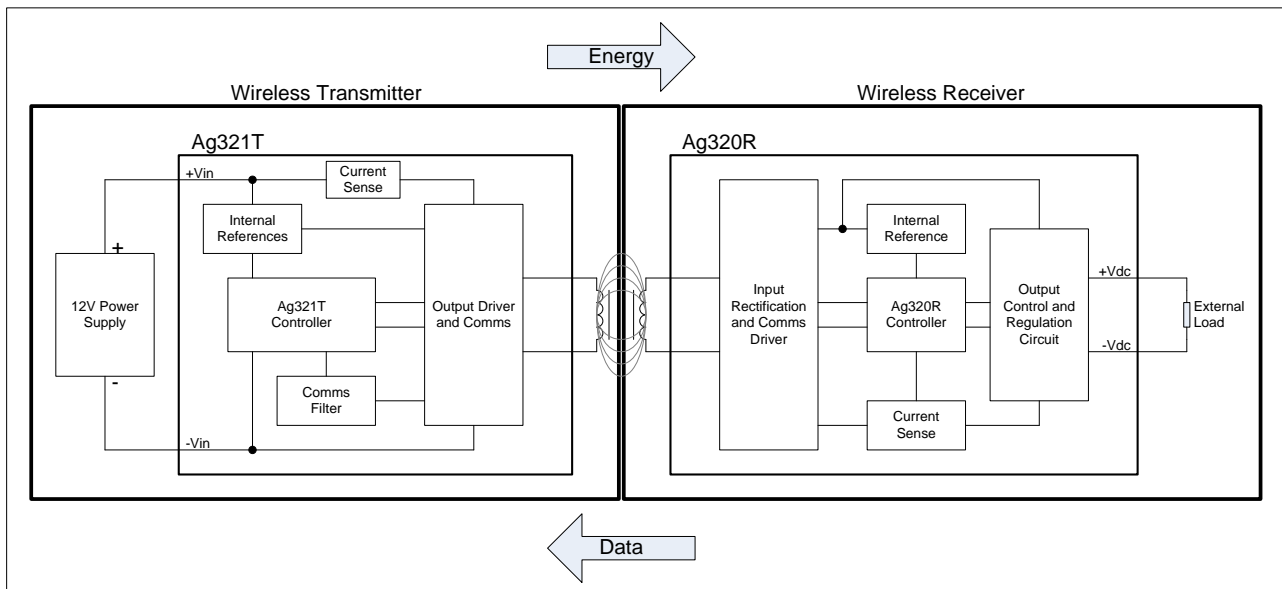 Energy
Wireless Transmitter
Wireless Receiver
Ag321T
Ag320R
+Vin
Current
Sense
Internal
References
+
12V Power
Supply
-
Ag321T
Controller
Output Driver
and Comms
Comms
Filter
-Vin
Input
Rectification
and Comms
Driver
Internal
Reference
Ag320R
Controller
Current
Sense
Output
Control and
Regulation
Circuit
+Vdc
-Vdc
External
Load
Data